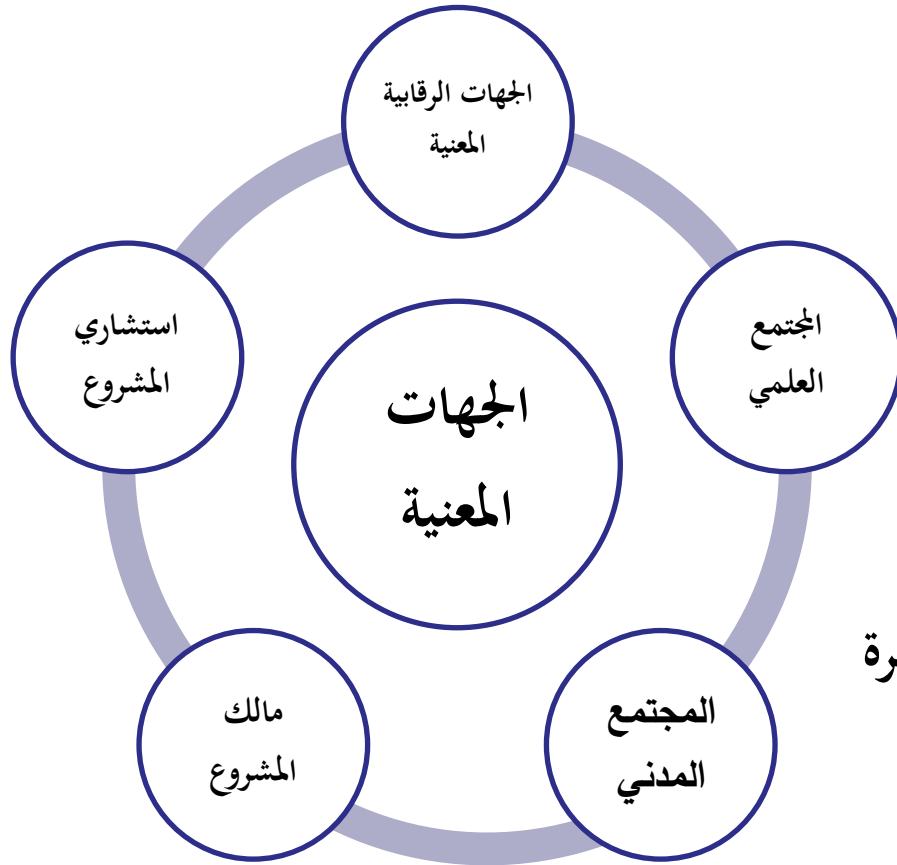 الجهات الرقابية
المعنية
المجتمع
العلمي
استشاري
المشروع
الجهات
المعنية
المجتمع
المدني
مالك
المشروع